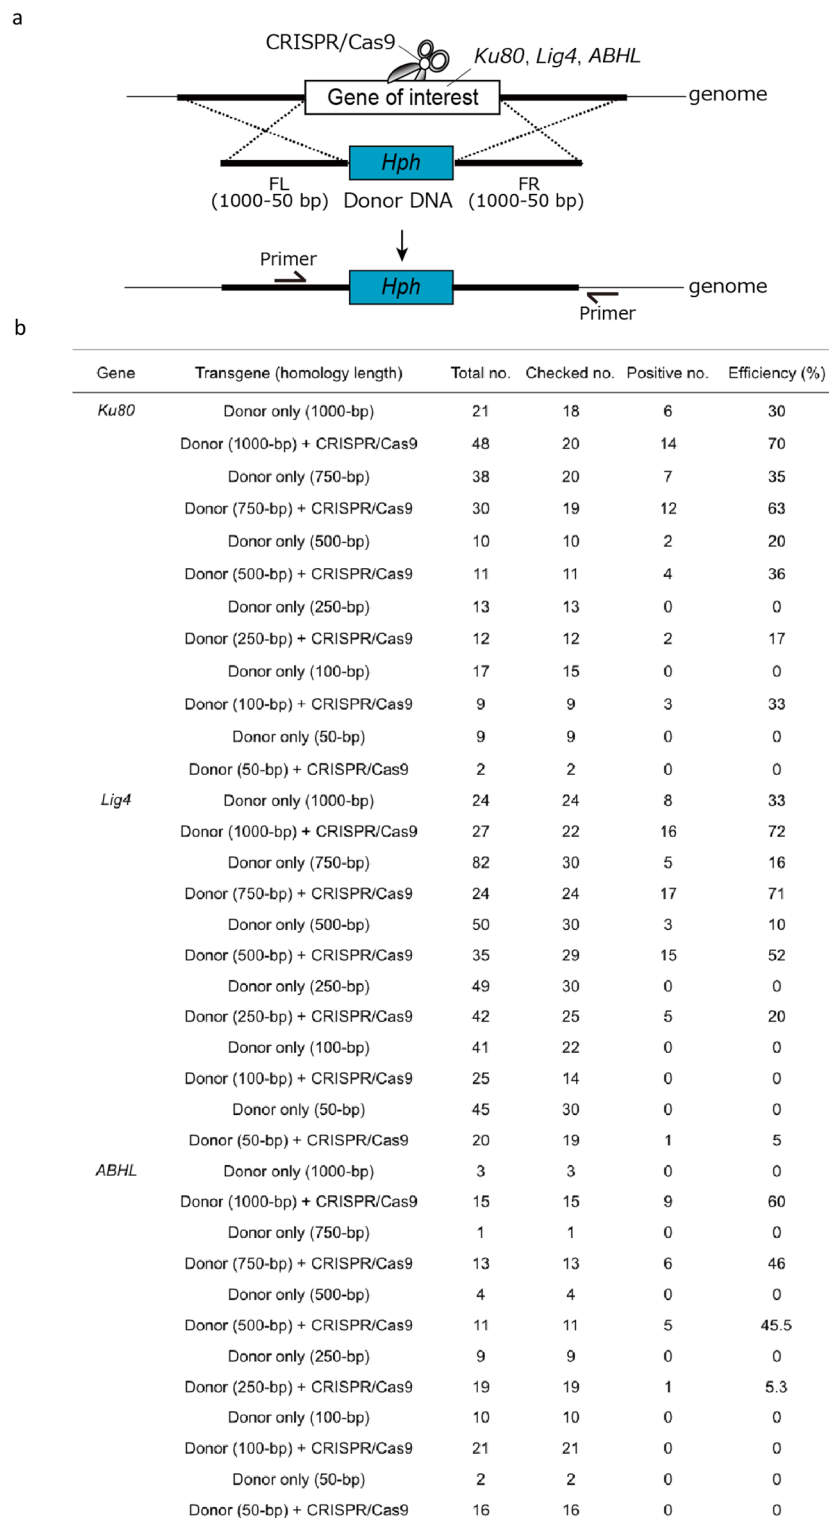 a
CRISPR/Cas9
Ku80, Lig4, ABHL
Gene of interest
genome
Hph
FL
(1000-50 bp)
Donor DNA
FR
(1000-50 bp)
Primer
Hph
genome
Primer
b
Gene Transgene (homology length) Total no. Checked no. Positive no. Efficiency (%)
Ku80 Donor only (1000-bp) 21 18 6 30
Donor (1000-bp) + CRISPR/Cas9 48 20 14 70
Donor only (750-bp) 38 20 7 35
Donor (750-bp) + CRISPR/Cas9 30 19 12 63
Donor only (500-bp) 10 10 2 20
Donor (500-bp) + CRISPR/Cas9 11 11 4 36
Donor only (250-bp) 13 13 0 0
Donor (250-bp) + CRISPR/Cas9 12 12 2 17
Donor only (100-bp) 17 15 0 0
Donor (100-bp) + CRISPR/Cas9 9 9 3 33
Donor only (50-bp) 9 9 0 0
Donor (50-bp) + CRISPR/Cas9 2 2 0 0
Lig4 Donor only (1000-bp) 24 24 8 33
Donor (1000-bp) + CRISPR/Cas9 27 22 16 72
Donor only (750-bp) 82 30 5 16
Donor (750-bp) + CRISPR/Cas9 24 24 17 71
Donor only (500-bp) 50 30 3 10
Donor (500-bp) + CRISPR/Cas9 35 29 15 52
Donor only (250-bp) 49 30 0 0
Donor (250-bp) + CRISPR/Cas9 42 25 5 20
Donor only (100-bp) 41 22 0 0
Donor (100-bp) + CRISPR/Cas9 25 14 0 0
Donor only (50-bp) 45 30 0 0
Donor (50-bp) + CRISPR/Cas9 20 19 1 5
ABHL Donor only (1000-bp) 3 3 0 0
Donor (1000-bp) + CRISPR/Cas9 15 15 9 60
Donor only (750-bp) 1 1 0 0
Donor (750-bp) + CRISPR/Cas9 13 13 6 46
Donor only (500-bp) 4 4 0 0
Donor (500-bp) + CRISPR/Cas9 11 11 5 45.5
Donor only (250-bp) 9 9 0 0
Donor (250-bp) + CRISPR/Cas9 19 19 1 5.3
Donor only (100-bp) 10 10 0 0
Donor (100-bp) + CRISPR/Cas9 21 21 0 0
Donor only (50-bp) 2 2 0 0
Donor (50-bp) + CRISPR/Cas9 16 16 0 0